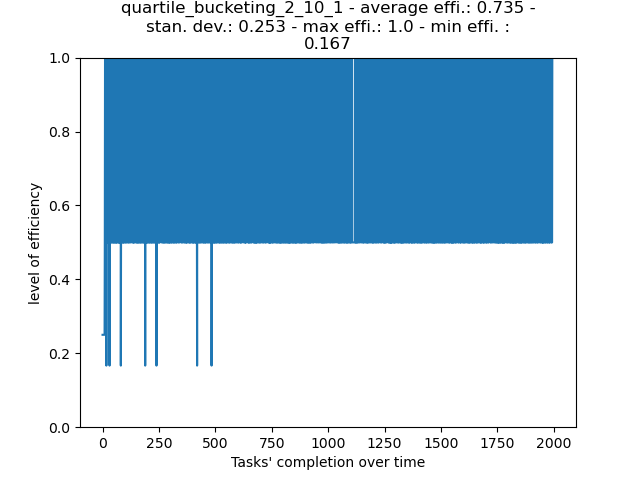 quartile_bucketing_2_10_1 - average effi.: 0.735 -
stan. dev.: 0.253 - max effi.: 1.0 - min effi. :
0.167
1.0
0.8
0.6
0.4
0.2
0.0
level of efficiency
0 250 500 750 1000 1250 1500 1750 2000
Tasks' completion over time